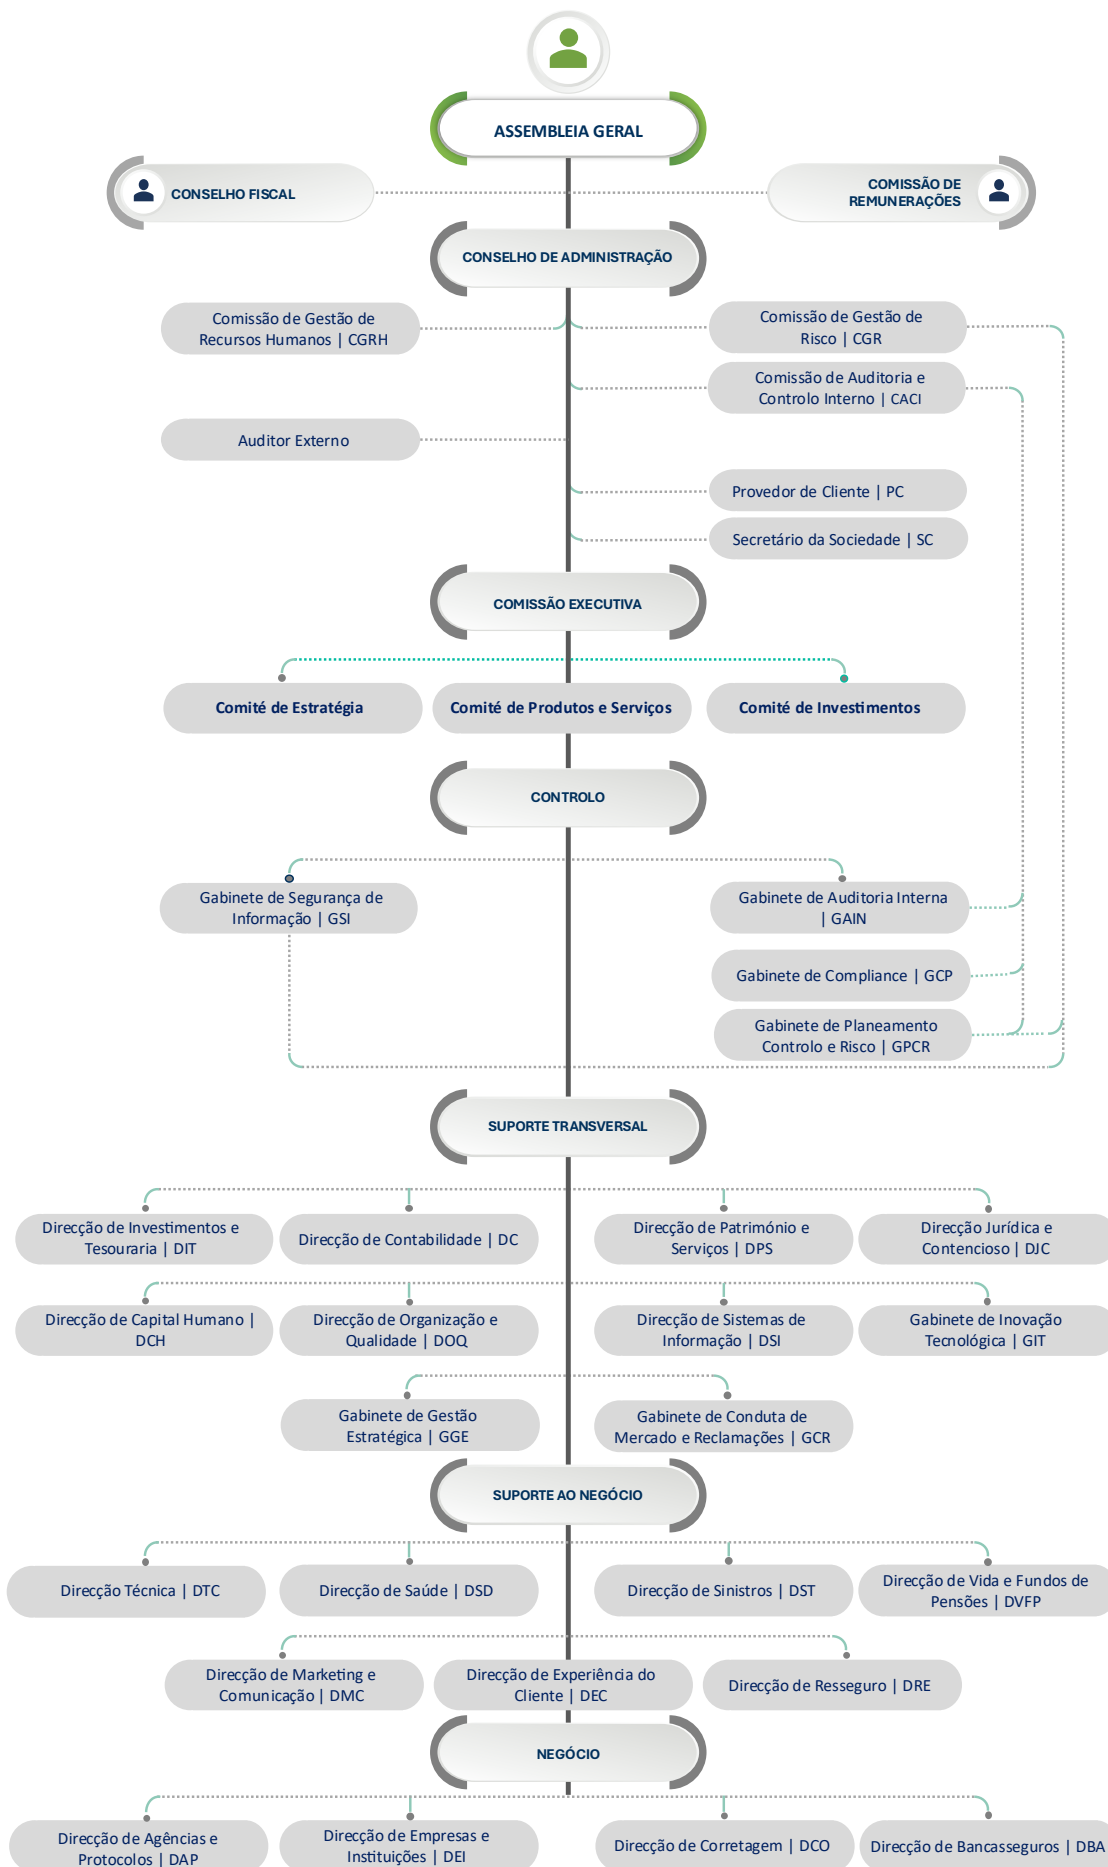 ASSEMBLEIA GERAL
CONSELHO FISCAL
COMISSÃO DE
REMUNERAÇÕES
CONSELHO DE ADMINISTRAÇÃO
Comissão de Gestão de
Recursos Humanos | CGRH
Comissão de Gestão de
Risco | CGR
Comissão de Auditoria e
Controlo Interno | CACI
Auditor Externo
Provedor de Cliente | PC
Secretário da Sociedade | SC
COMISSÃO EXECUTIVA
Comité de Estratégia
Comité de Produtos e Serviços
Comité de Investimentos
CONTROLO
Gabinete de Segurança de
Informação | GSI
Gabinete de Auditoria Interna
| GAIN
Gabinete de Compliance | GCP
Gabinete de Planeamento
Controlo e Risco | GPCR
SUPORTE TRANSVERSAL
Direcção de Investimentos e
Tesouraria | DIT
Direcção de Contabilidade | DC
Direcção de Património e
Serviços | DPS
Direcção Jurídica e
Contencioso | DJC
Direcção de Capital Humano |
DCH
Direcção de Organização e
Qualidade | DOQ
Direcção de Sistemas de
Informação | DSI
Gabinete de Inovação
Tecnológica | GIT
Gabinete de Gestão
Estratégica | GGE
Gabinete de Conduta de
Mercado e Reclamações | GCR
SUPORTE AO NEGÓCIO
Direcção Técnica | DTC
Direcção de Saúde | DSD
Direcção de Sinistros | DST
Direcção de Vida e Fundos de
Pensões | DVFP
Direcção de Marketing e
Comunicação | DMC
Direcção de Experiência do
Cliente | DEC
Direcção de Resseguro | DRE
NEGÓCIO
Direcção de Agências e
Protocolos | DAP
Direcção de Empresas e
Instituições | DEI
Direcção de Corretagem | DCO
Direcção de Bancasseguros | DBA